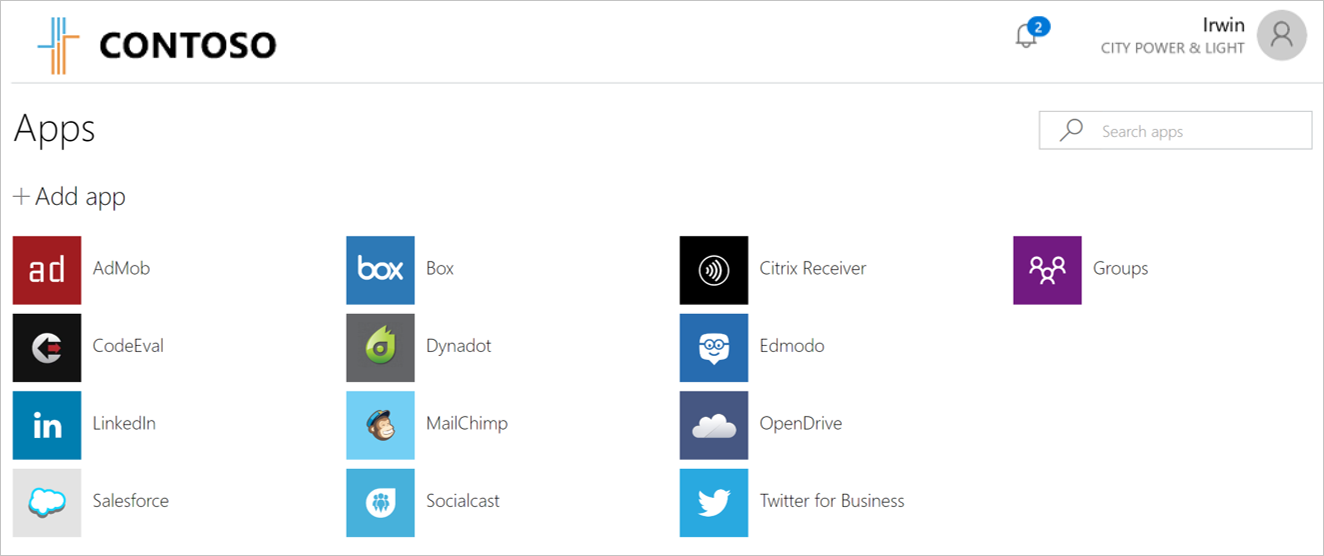 CONTOSO
2
Irwin
CITY POWER & LIGHT
Apps
Search apps
+ Add app
ad AdMob
box Box
Citrix Receiver
Groups
CodeEval
Dynadot
Edmodo
in LinkedIn
MailChimp
OpenDrive
Salesforce
Socialcast
Twitter for Business